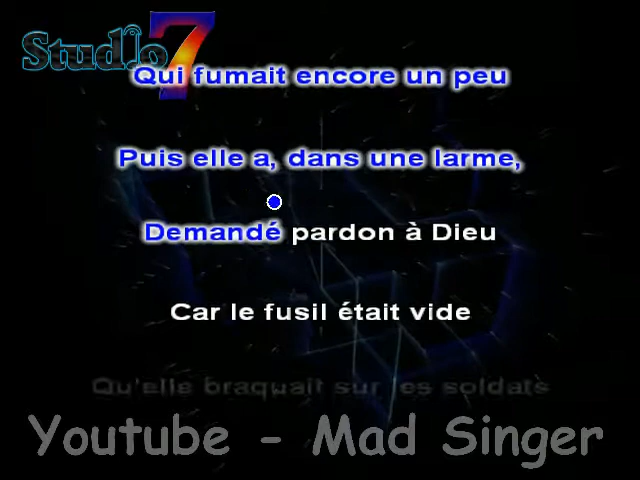 Studio 7
Qui fumait encore un peu
Puis elle a, dans une larme,
Demandé pardon à Dieu
Car le fusil était vide
Qu'elle braquait sur les soldats
Youtube - Mad Singer